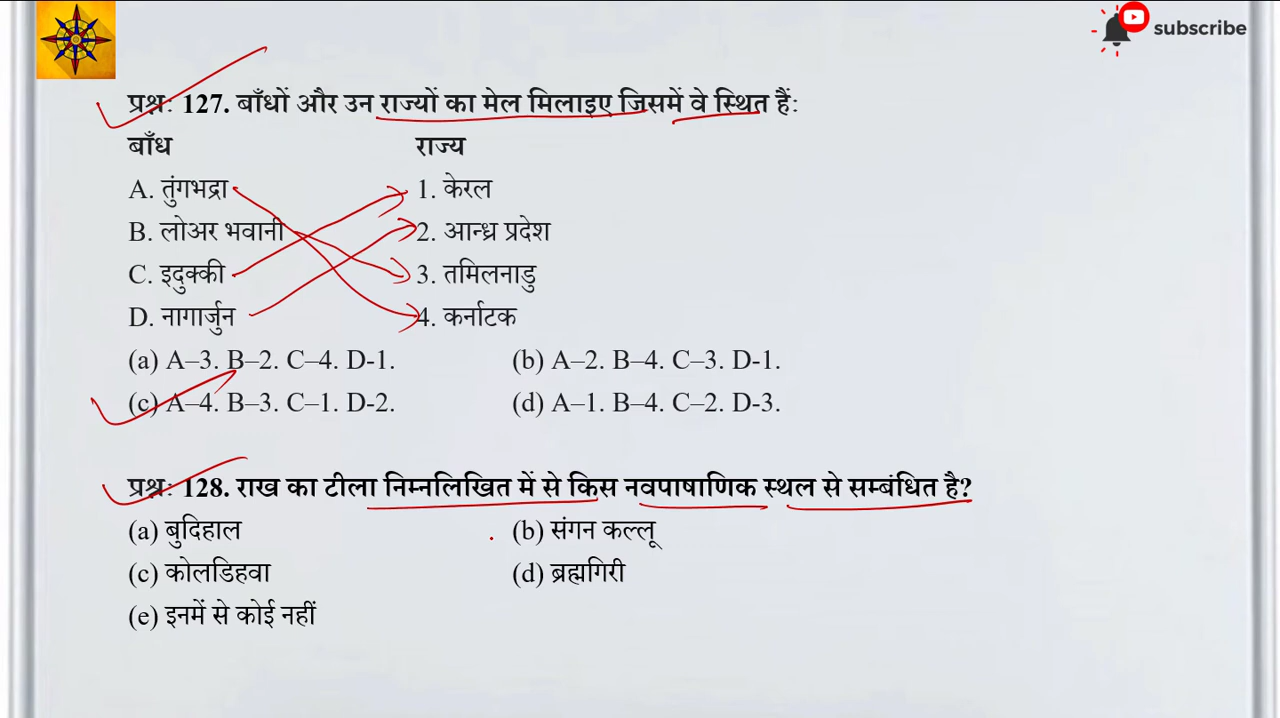 subscribe
प्रश्न: 127. बाँधों और उन राज्यों का मेल मिलाइए जिसमें वे स्थित हैं:
बाँध राज्य
A. तुंगभद्रा 1. केरल
B. लोअर भवानी 2. आन्ध्र प्रदेश
C. इदुक्की 3. तमिलनाडु
D. नागार्जुन 4. कर्नाटक
(a) A–3. B–2. C–4. D-1. (b) A–2. B–4. C–3. D-1.
(c) A–4. B–3. C–1. D-2. (d) A–1. B–4. C–2. D-3.
प्रश्न: 128. राख का टीला निम्नलिखित में से किस नवपाषाणिक स्थल से सम्बंधित है?
(a) बुदिहाल (b) संगन कल्लू
(c) कोलडिहवा (d) ब्रह्मगिरी
(e) इनमें से कोई नहीं